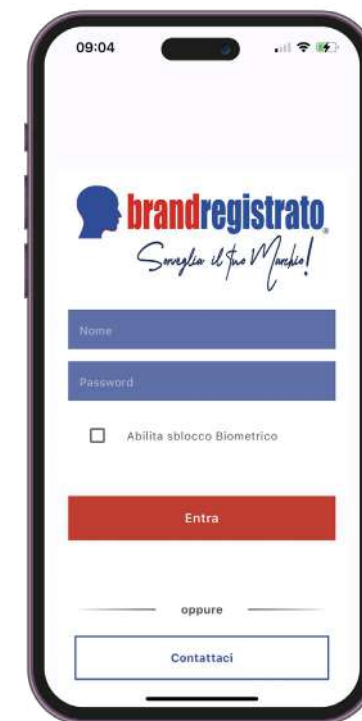 09:04
brandregistrato®
Sorveglia il tuo Marchio!
Nome
Password
Abilita sblocco Biometrico
Entra
oppure
Contattaci